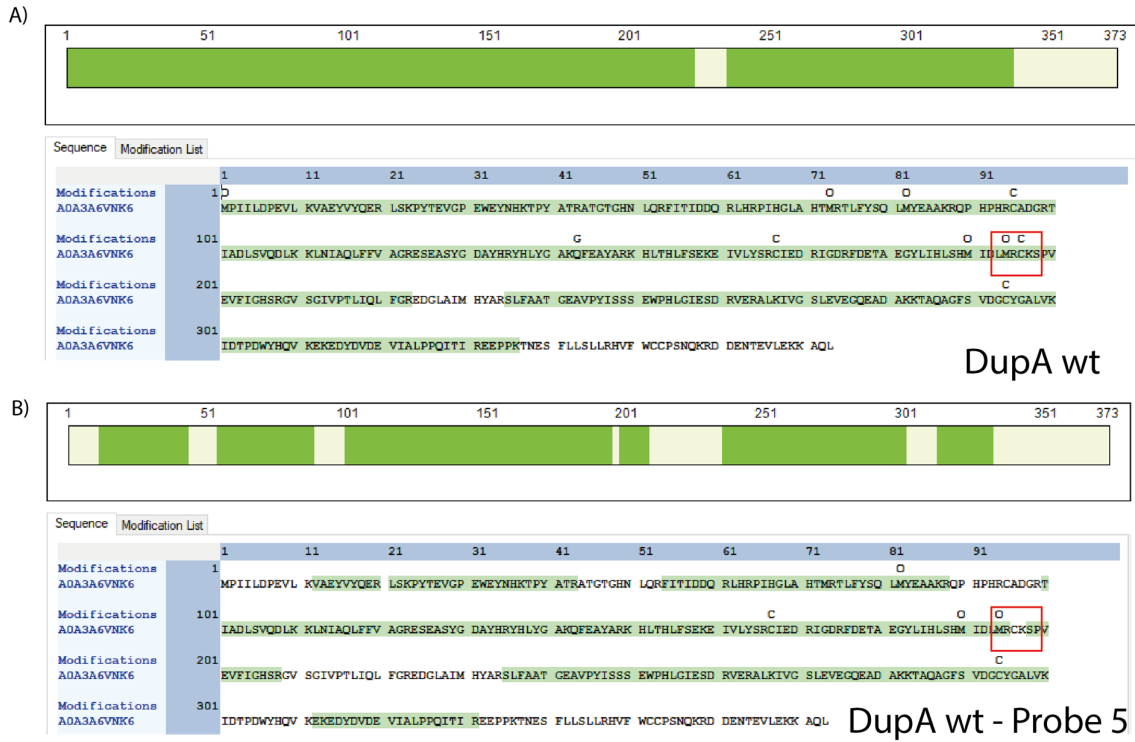 A)
1 51 101 151 201 251 301 351 373
Sequence Modification List
1 11 21 31 41 51 61 71 81 91
Modifications 1 O O O C
A0A3A6VNK6 MPIILDPEVL KVAEYVYQER LSKPYTEVGP EWEYNHKTPY ATRATGTGHN LQRFITIDDQ RLHRPIHGLA HTMRTLFYSQ LMYEAAKRQP HPHRCADGRT
Modifications 101 G C O O C
A0A3A6VNK6 IADLSVQDLK KLNIAQLFFV AGRESEASYG DAYHRYHLYG AKQFEAYARK HLTHLFSEKE IVLYSRCIED RIGDRFDETA EGYLIHLSHM IDLMRCKSPV
Modifications 201 C
A0A3A6VNK6 EVFIGHSRGV SGIVPTLIQL FGREDGLAIM HYARSLFAAT GEAVPYISSS EWPHLGIESD RVERALKIVG SLEVEGQEAD AKKTAQAGFS VDGCYGALVK
Modifications 301
A0A3A6VNK6 IDTPDWYHQV KEKEDYDVDE VIALPPQITI REEPPKTNES FLLSLLRHVF WCCPSNQKRD DENTEVLEKK AQL
DupA wt
B)
1 51 101 151 201 251 301 351 373
Sequence Modification List
1 11 21 31 41 51 61 71 81 91
Modifications 1 O
A0A3A6VNK6 MPIILDPEVL KVAEYVYQER LSKPYTEVGP EWEYNHKTPY ATRATGTGHN LQRFITIDDQ RLHRPIHGLA HTMRTLFYSQ LMYEAAKRQP HPHRCADGRT
Modifications 101 C O O
A0A3A6VNK6 IADLSVQDLK KLNIAQLFFV AGRESEASYG DAYHRYHLYG AKQFEAYARK HLTHLFSEKE IVLYSRCIED RIGDRFDETA EGYLIHLSHM IDLMRCKSPV
Modifications 201 C
A0A3A6VNK6 EVFIGHSRGV SGIVPTLIQL FGREDGLAIM HYARSLFAAT GEAVPYISSS EWPHLGIESD RVERALKIVG SLEVEGQEAD AKKTAQAGFS VDGCYGALVK
Modifications 301
A0A3A6VNK6 IDTPDWYHQV KEKEDYDVDE VIALPPQITI REEPPKTNES FLLSLLRHVF WCCPSNQKRD DENTEVLEKK AQL
DupA wt - Probe 5